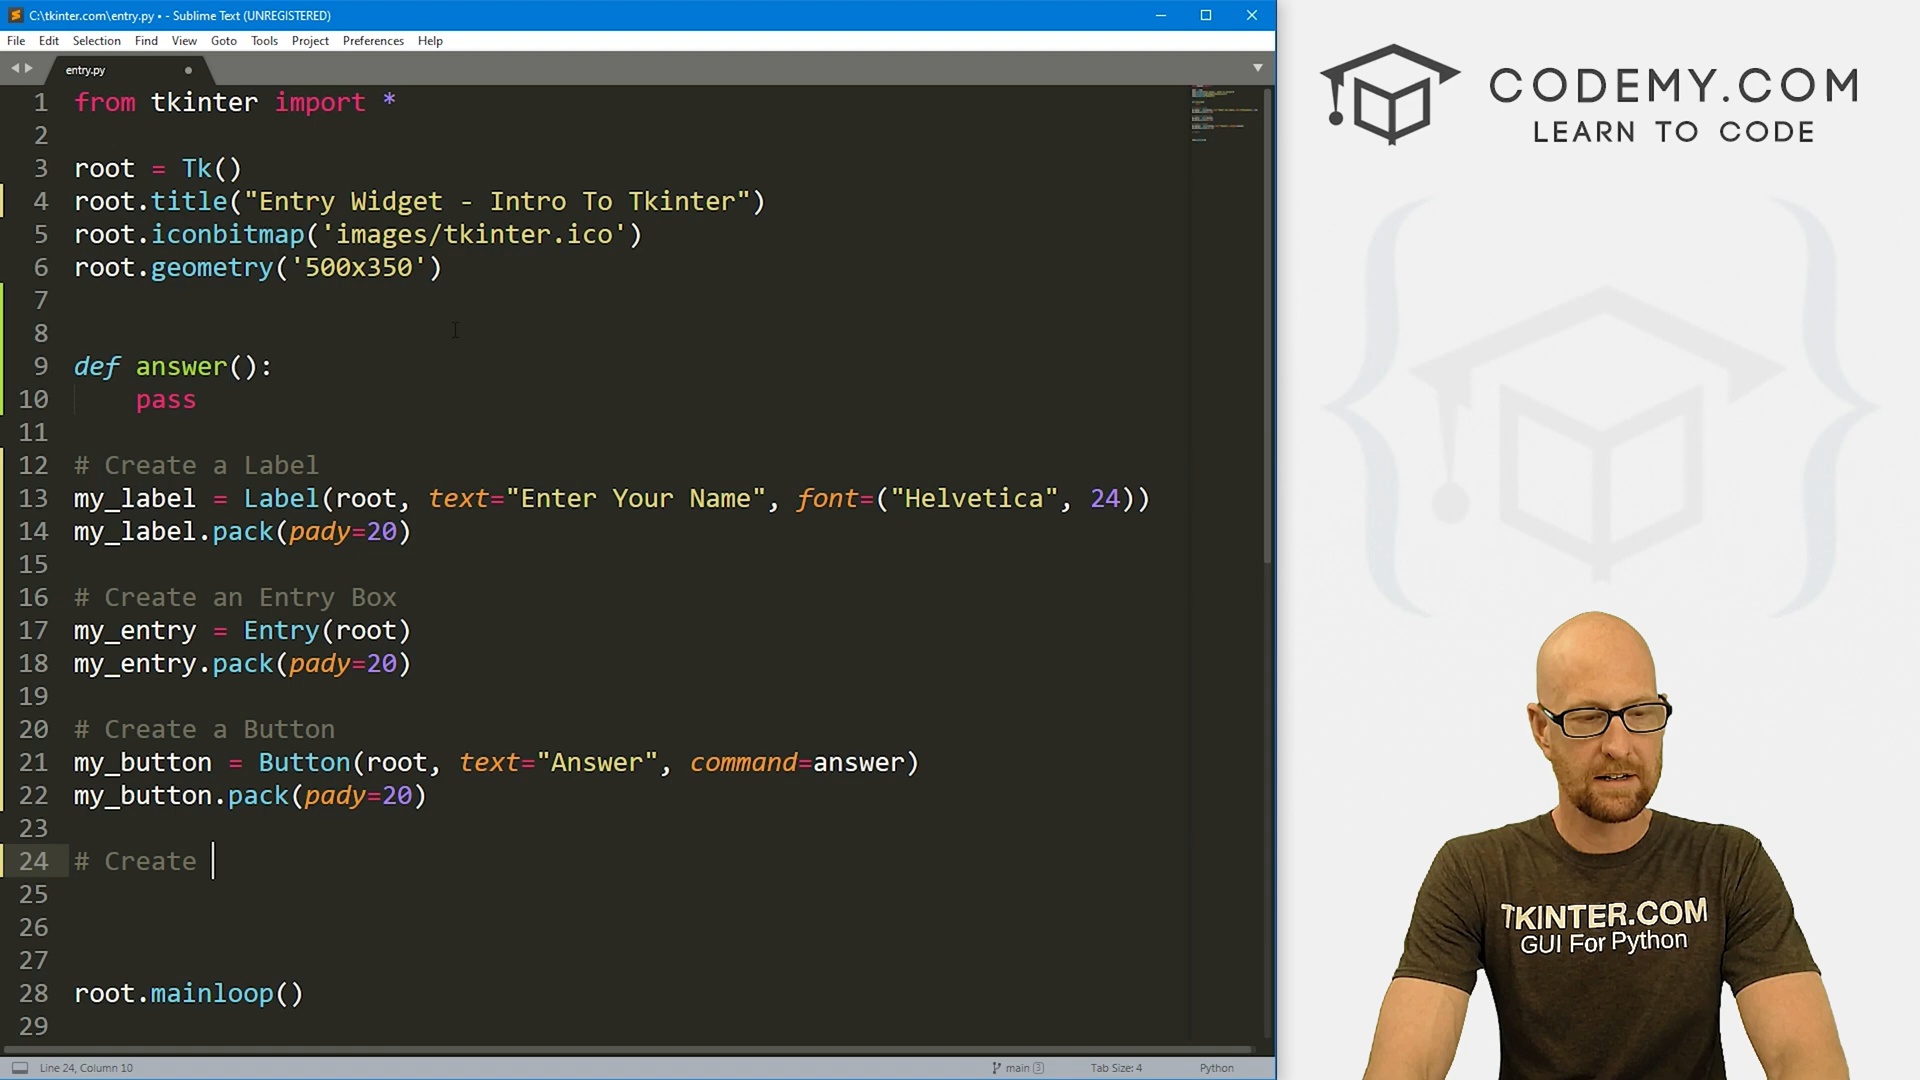 C:\tkinter.com\entry.py • - Sublime Text (UNREGISTERED)
File Edit Selection Find View Goto Tools Project Preferences Help
entry.py
1 from tkinter import *
2
3 root = Tk()
4 root.title("Entry Widget - Intro To Tkinter")
5 root.iconbitmap('images/tkinter.ico')
6 root.geometry('500x350')
7
8
9 def answer():
10     pass
11
12 # Create a Label
13 my_label = Label(root, text="Enter Your Name", font=("Helvetica", 24))
14 my_label.pack(pady=20)
15
16 # Create an Entry Box
17 my_entry = Entry(root)
18 my_entry.pack(pady=20)
19
20 # Create a Button
21 my_button = Button(root, text="Answer", command=answer)
22 my_button.pack(pady=20)
23
24 # Create
25
26
27
28 root.mainloop()
29
Line 24, Column 10 main 3 Tab Size: 4 Python
CODEMY.COM
LEARN TO CODE
TKINTER.COM
GUI For Python